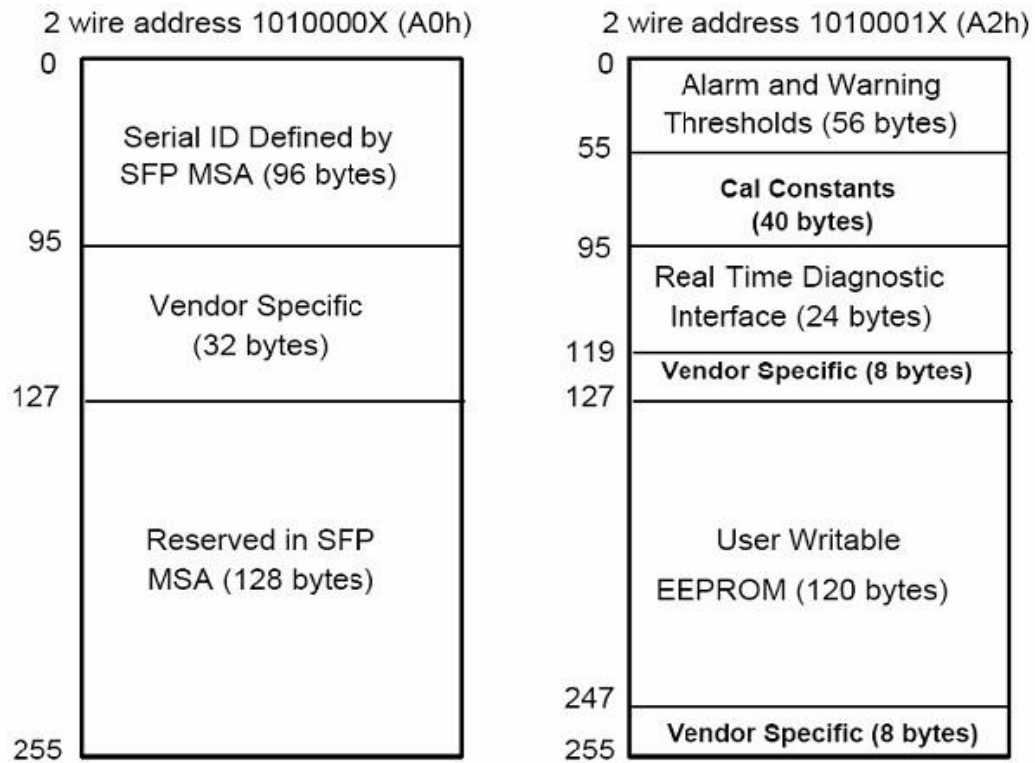 2 wire address 1010000X (A0h)
0
Serial ID Defined by
SFP MSA (96 bytes)
95
Vendor Specific
(32 bytes)
127
Reserved in SFP
MSA (128 bytes)
255
2 wire address 1010001X (A2h)
0
Alarm and Warning
Thresholds (56 bytes)
55
Cal Constants
(40 bytes)
95
Real Time Diagnostic
Interface (24 bytes)
119
Vendor Specific (8 bytes)
127
User Writable
EEPROM (120 bytes)
247
Vendor Specific (8 bytes)
255